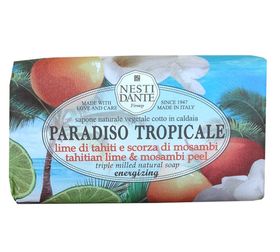 NESTI
DANTE
Firenze
MADE WITH
LOVE AND CARE
SINCE 1947
MADE IN ITALY
sapone naturale vegetale cotto in caldaia
PARADISO TROPICALE
lime di tahiti e scorza di mosambi
tahitian lime & mosambi peel
triple milled natural soap
energizing